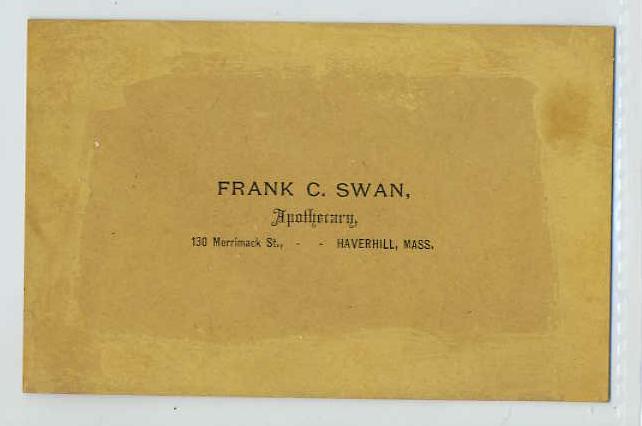 FRANK C. SWAN,
Apothecary,
130 Merrimack St., - - HAVERHILL, MASS.